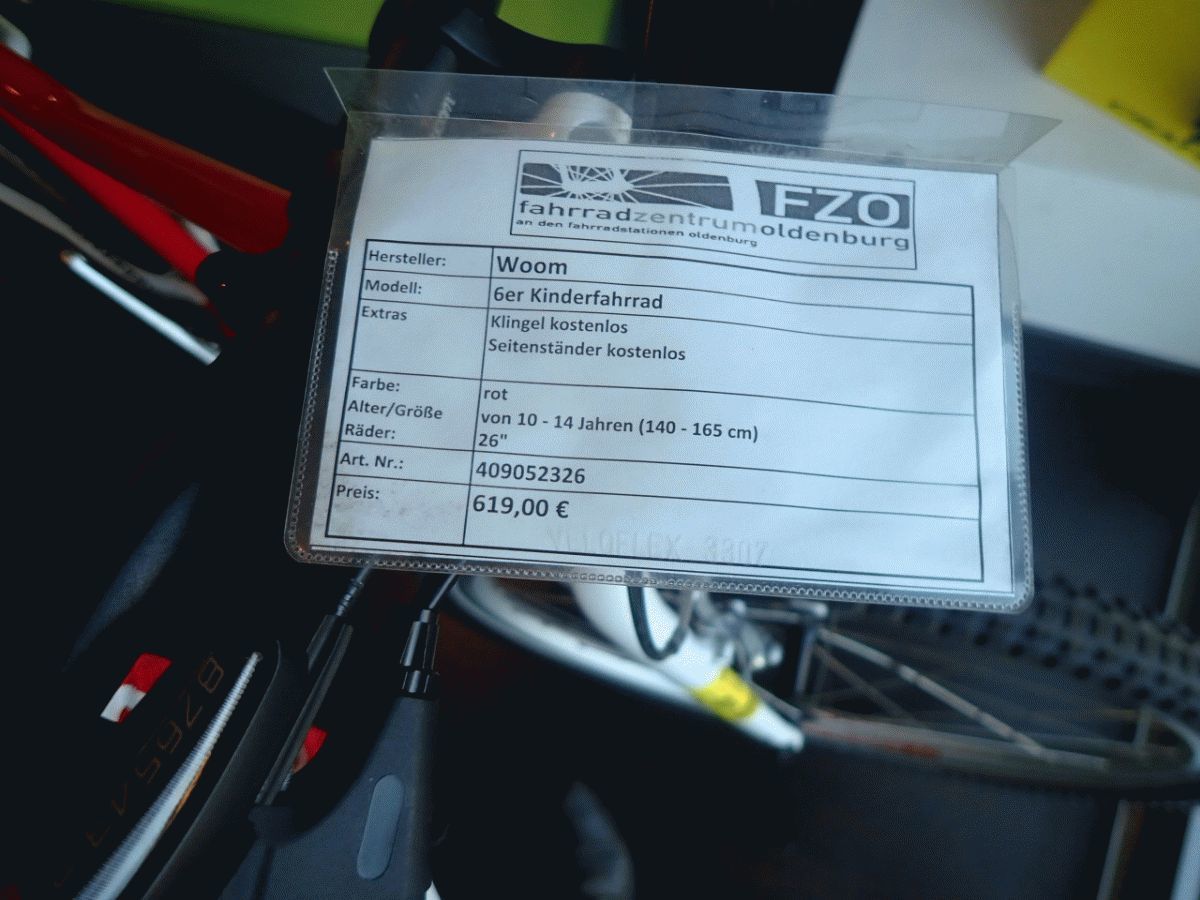 FZO
fahrradzentrumoldenburg
an den fahrradstationen oldenburg
Hersteller: Woom
Modell: 6er Kinderfahrrad
Extras Klingel kostenlos
Seitenständer kostenlos
Farbe: rot
Alter/Größe von 10 - 14 Jahren (140 - 165 cm)
Räder: 26"
Art. Nr.: 409052326
Preis: 619,00 €
VELOFLEX 3307